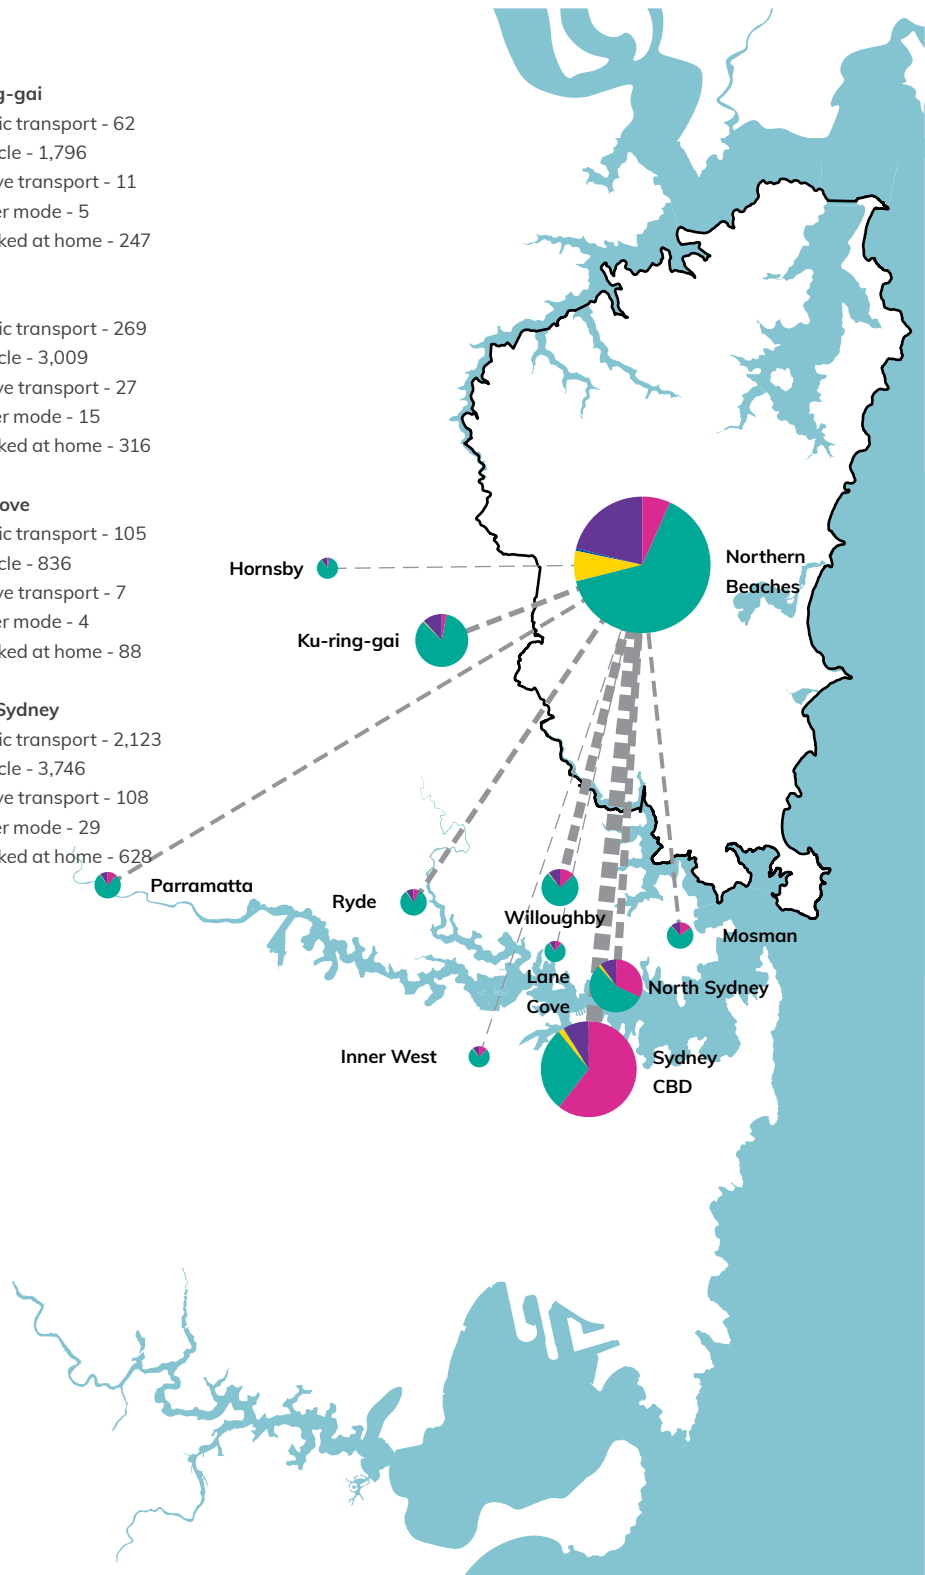 g-gai
ic transport - 62
cle - 1,796
ve transport - 11
er mode - 5
ked at home - 247
ic transport - 269
cle - 3,009
ve transport - 27
er mode - 15
ked at home - 316
ove
ic transport - 105
cle - 836
ve transport - 7
er mode - 4
ked at home - 88
Sydney
ic transport - 2,123
cle - 3,746
ve transport - 108
er mode - 29
ked at home - 628
Northern
Beaches
Hornsby
Ku-ring-gai
Parramatta
Ryde
Willoughby
Mosman
Lane
Cove
North Sydney
Inner West
Sydney
CBD